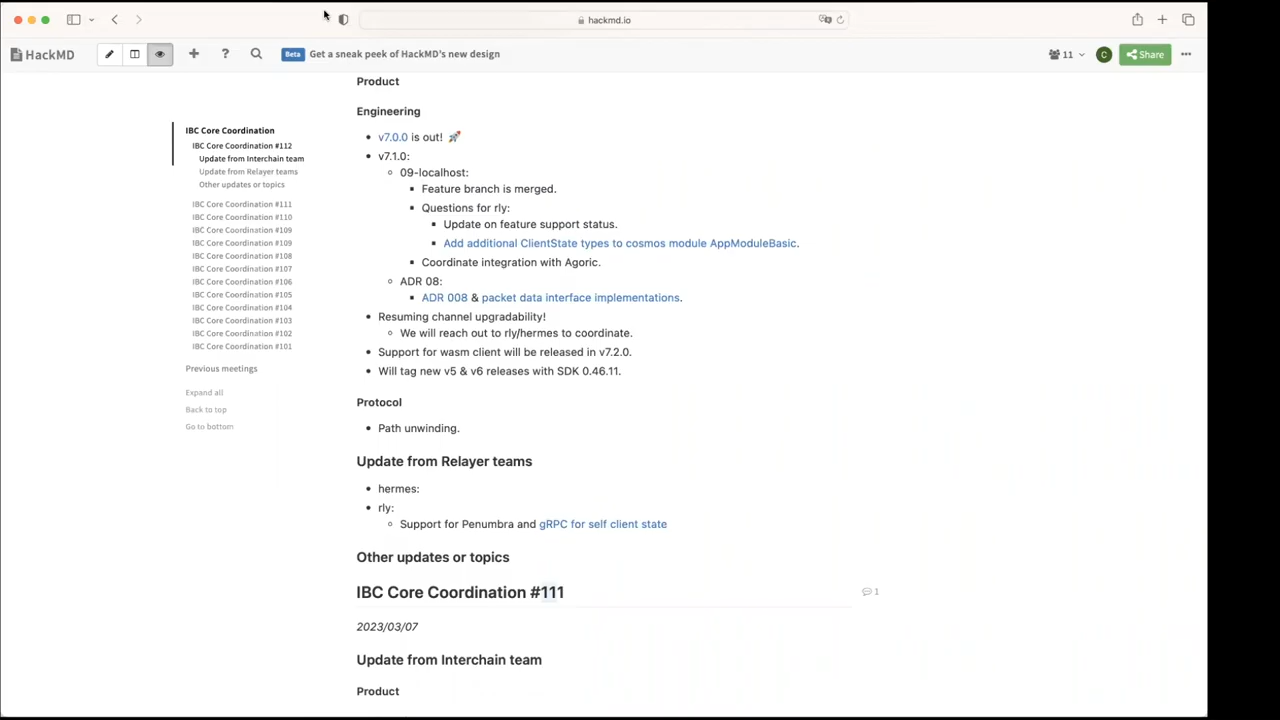 hackmd.io
HackMD
Beta Get a sneak peek of HackMD's new design
11
C
Share
IBC Core Coordination
IBC Core Coordination #112
Update from Interchain team
Update from Relayer teams
Other updates or topics
IBC Core Coordination #111
IBC Core Coordination #110
IBC Core Coordination #109
IBC Core Coordination #109
IBC Core Coordination #108
IBC Core Coordination #107
IBC Core Coordination #106
IBC Core Coordination #105
IBC Core Coordination #104
IBC Core Coordination #103
IBC Core Coordination #102
IBC Core Coordination #101
Previous meetings
Expand all
Back to top
Go to bottom
Product
Engineering
v7.0.0 is out! 🚀
v7.1.0:
09-localhost:
Feature branch is merged.
Questions for rly:
Update on feature support status.
Add additional ClientState types to cosmos module AppModuleBasic.
Coordinate integration with Agoric.
ADR 08:
ADR 008 & packet data interface implementations.
Resuming channel upgradability!
We will reach out to rly/hermes to coordinate.
Support for wasm client will be released in v7.2.0.
Will tag new v5 & v6 releases with SDK 0.46.11.
Protocol
Path unwinding.
Update from Relayer teams
hermes:
rly:
Support for Penumbra and gRPC for self client state
Other updates or topics
IBC Core Coordination #111
1
2023/03/07
Update from Interchain team
Product